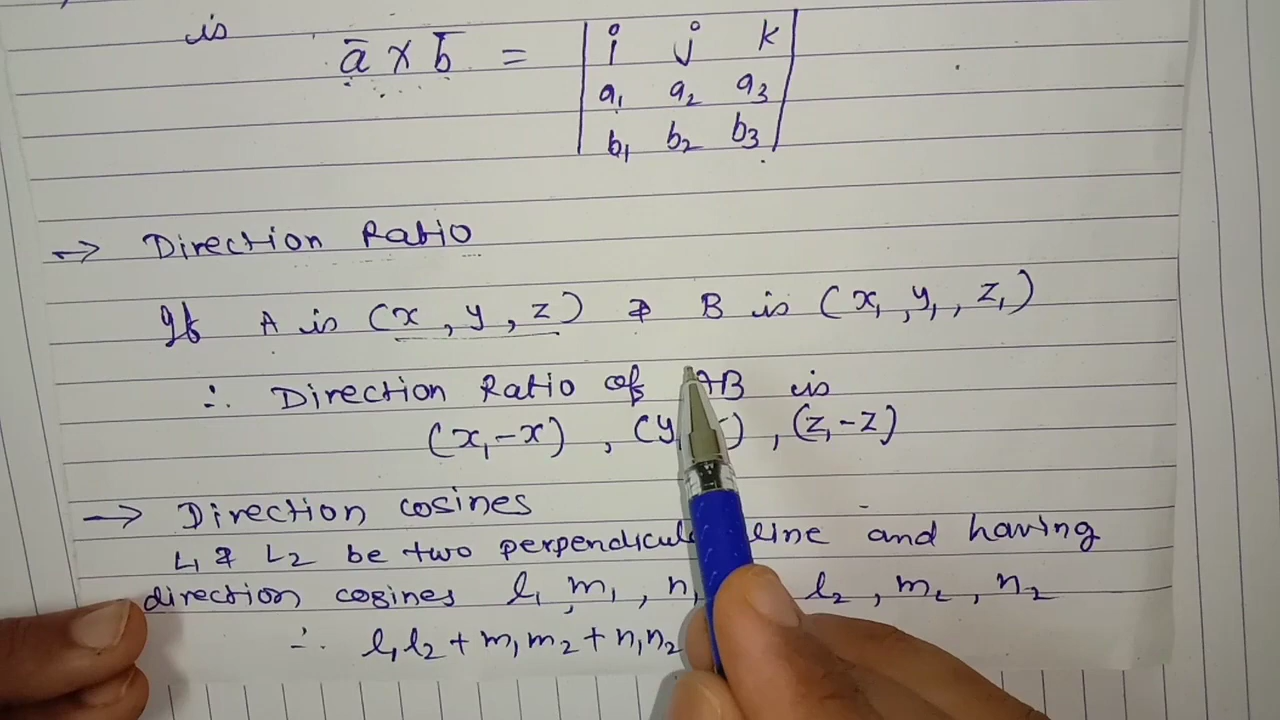 is
a̅ × b̅ = | i j k |
| a₁ a₂ a₃ |
| b₁ b₂ b₃ |
→ Direction Ratio
If A is (x, y, z) & B is (x₁, y₁, z₁)
∴ Direction Ratio of AB is
(x₁-x), (y ), (z₁-z)
→ Direction cosines
L₁ & L₂ be two line and having
direction cosines l₁, m₁, n₁ l₂, m₂, n₂
∴ l₁l₂ + m₁m₂ + n₁n₂